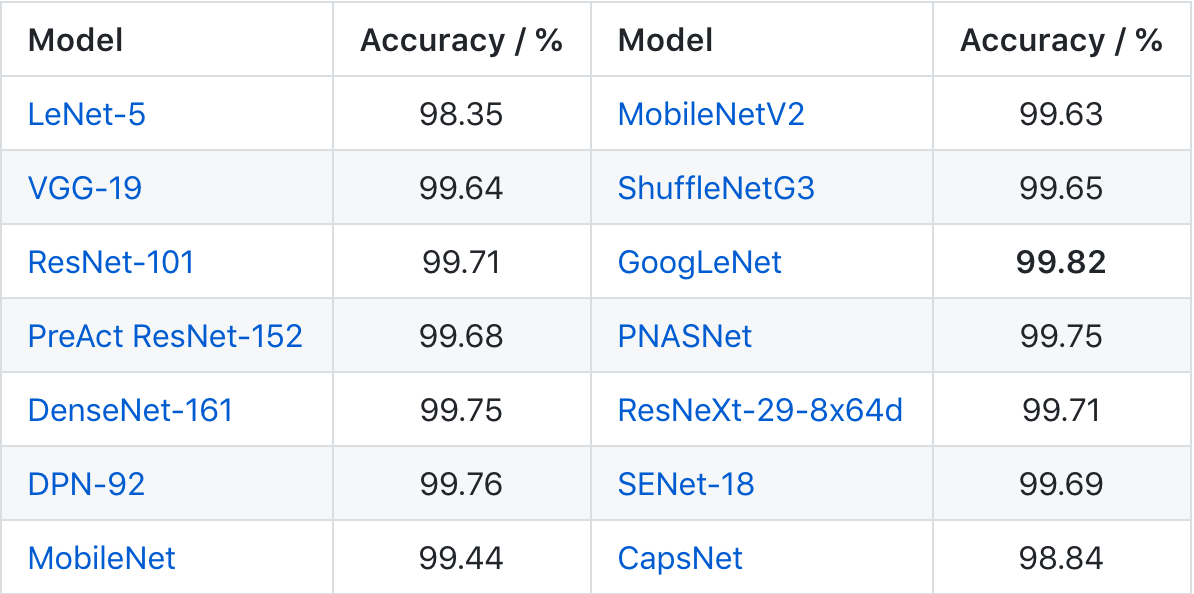 Model Accuracy / % Model Accuracy / %
LeNet-5 98.35 MobileNetV2 99.63
VGG-19 99.64 ShuffleNetG3 99.65
ResNet-101 99.71 GoogLeNet 99.82
PreAct ResNet-152 99.68 PNASNet 99.75
DenseNet-161 99.75 ResNeXt-29-8x64d 99.71
DPN-92 99.76 SENet-18 99.69
MobileNet 99.44 CapsNet 98.84